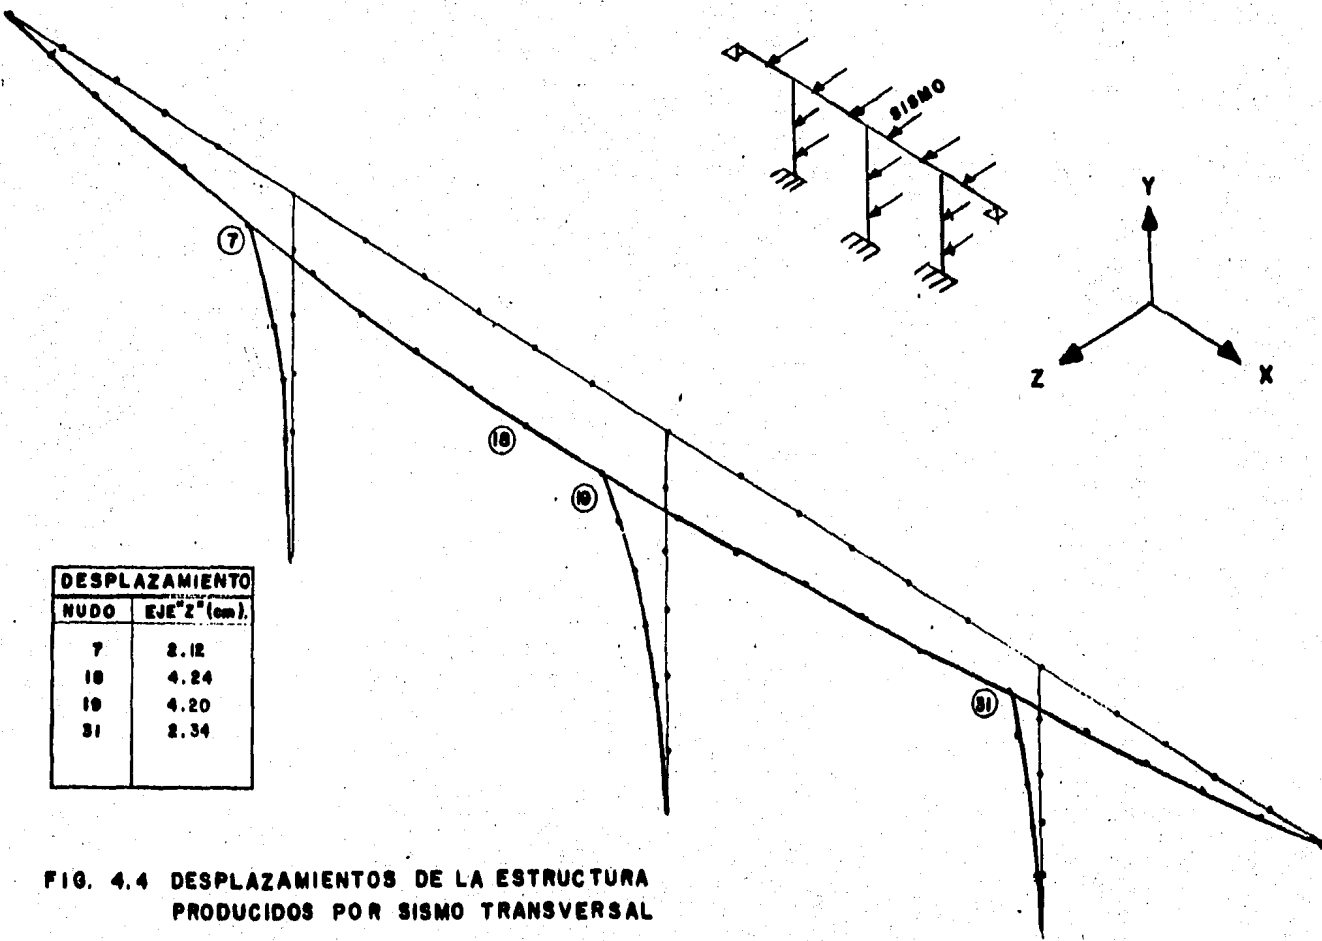 SISMO
Y
Z
X
7
18
19
31
DESPLAZAMIENTO
NUDO EJE"Z"(cm).
7 2.12
18 4.24
19 4.20
31 2.34
FIG. 4.4 DESPLAZAMIENTOS DE LA ESTRUCTURA
PRODUCIDOS POR SISMO TRANSVERSAL